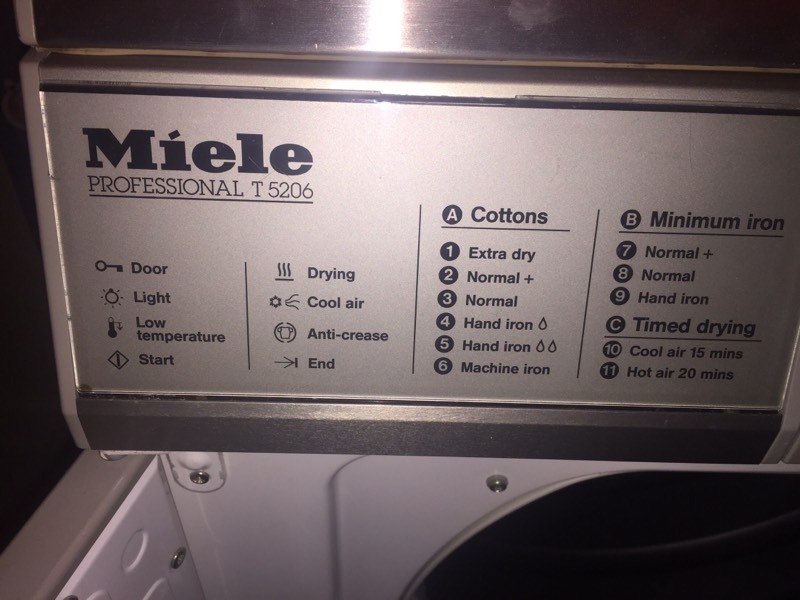 Miele
PROFESSIONAL T 5206
Door
Light
Low
temperature
Start
Drying
Cool air
Anti-crease
End
A Cottons
1 Extra dry
2 Normal +
3 Normal
4 Hand iron
5 Hand iron
6 Machine iron
B Minimum iron
7 Normal +
8 Normal
9 Hand iron
C Timed drying
10 Cool air 15 mins
11 Hot air 20 mins